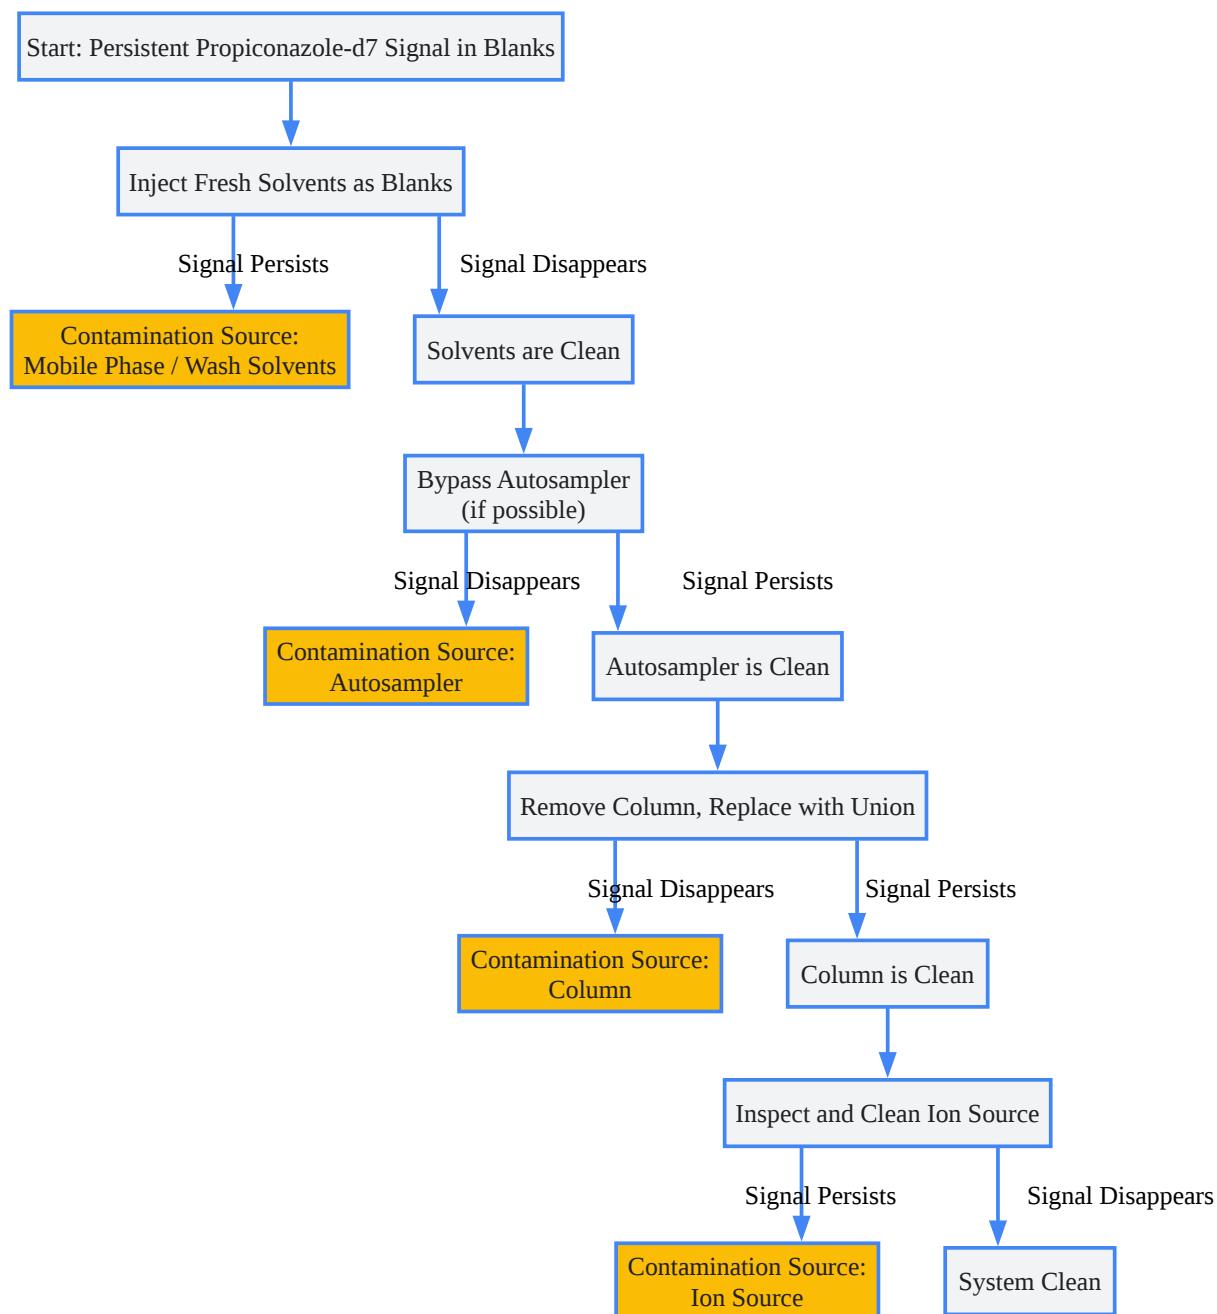 Start: Persistent Propiconazole-d7 Signal in Blanks
Inject Fresh Solvents as Blanks
Signal Persists
Signal Disappears
Contamination Source:
Mobile Phase / Wash Solvents
Solvents are Clean
Bypass Autosampler
(if possible)
Signal Disappears
Signal Persists
Contamination Source:
Autosampler
Autosampler is Clean
Remove Column, Replace with Union
Signal Disappears
Signal Persists
Contamination Source:
Column
Column is Clean
Inspect and Clean Ion Source
Signal Persists
Signal Disappears
Contamination Source:
Ion Source
System Clean